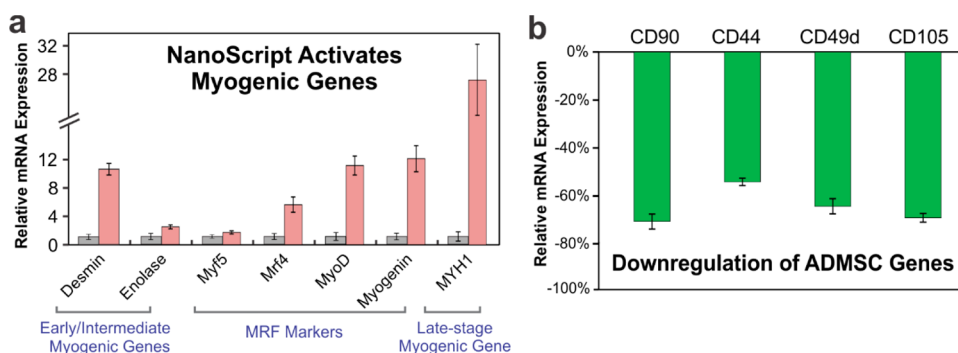 a
NanoScript Activates
Myogenic Genes
Relative mRNA Expression
32
28
12
8
4
0
Desmin
Enolase
Myf5
Mrf4
MyoD
Myogenin
MYH1
Early/Intermediate
Myogenic Genes
MRF Markers
Late-stage
Myogenic Gene
b
CD90 CD44 CD49d CD105
Relative mRNA Expression
0%
-20%
-40%
-60%
-80%
-100%
Downregulation of ADMSC Genes